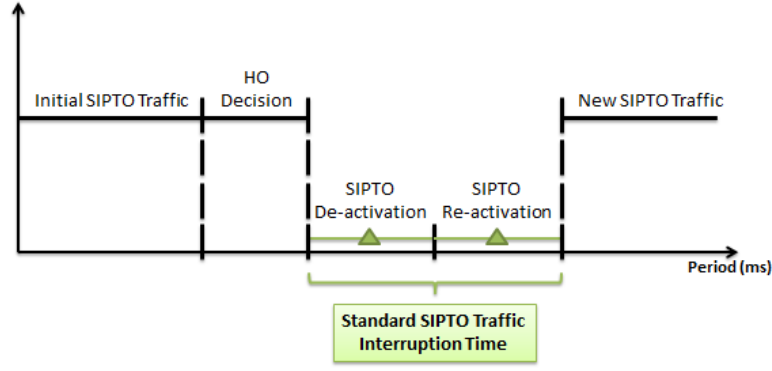 HO
Decision
Initial SIPTO Traffic
New SIPTO Traffic
SIPTO
De-activation
SIPTO
Re-activation
Period (ms)
Standard SIPTO Traffic
Interruption Time